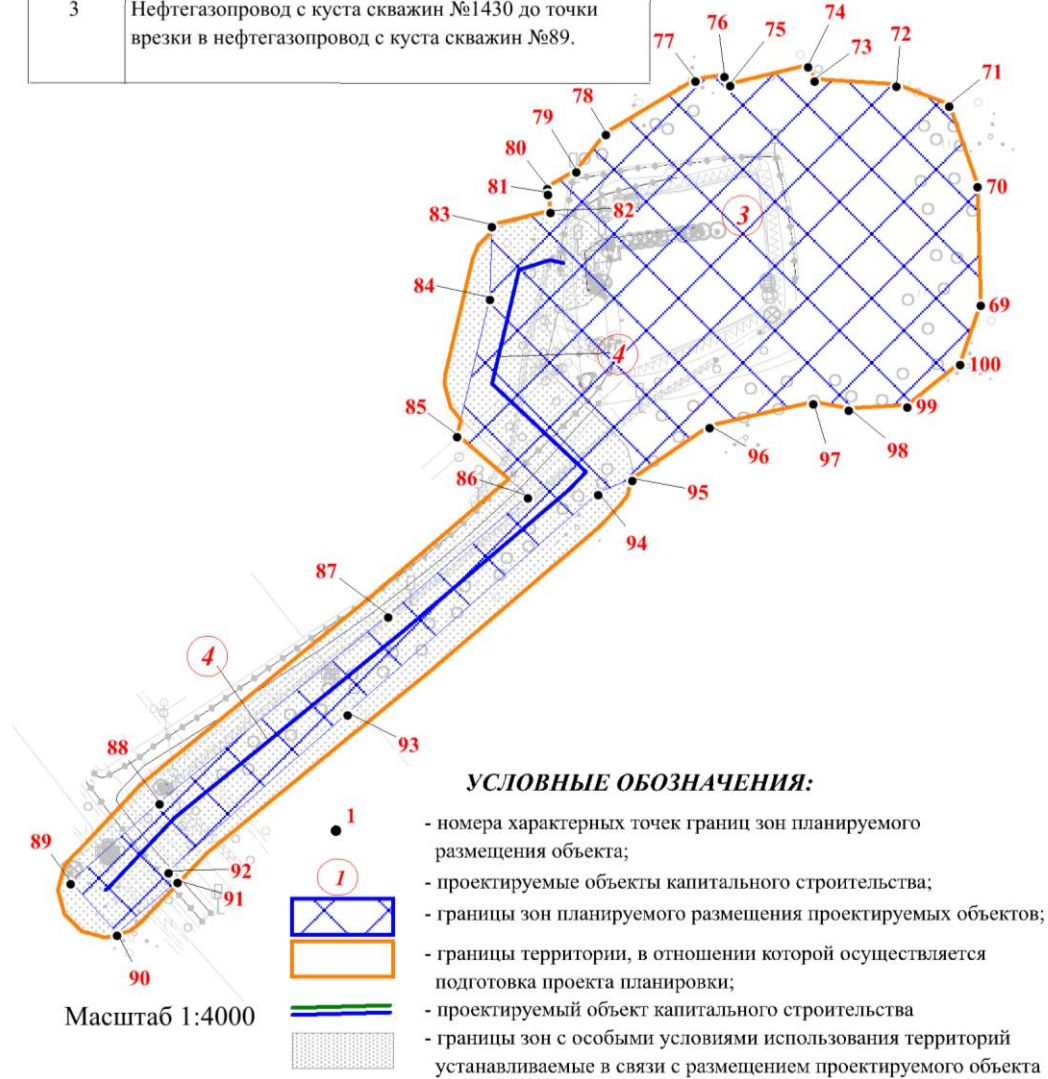 3 Нефтегазопровод с куста скважин №1430 до точки
врезки в нефтегазопровод с куста скважин №89.
74
76
75
73
72
77
71
78
79
80
81
82
70
83
3
84
69
4
100
85
99
98
97
96
86
95
94
87
4
93
88
89
92
91
90
УСЛОВНЫЕ ОБОЗНАЧЕНИЯ:
1 - номера характерных точек границ зон планируемого
размещения объекта;
1 - проектируемые объекты капитального строительства;
- границы зон планируемого размещения проектируемых объектов;
- границы территории, в отношении которой осуществляется
подготовка проекта планировки;
- проектируемый объект капитального строительства
- границы зон с особыми условиями использования территорий
устанавливаемые в связи с размещением проектируемого объекта
Масштаб 1:4000